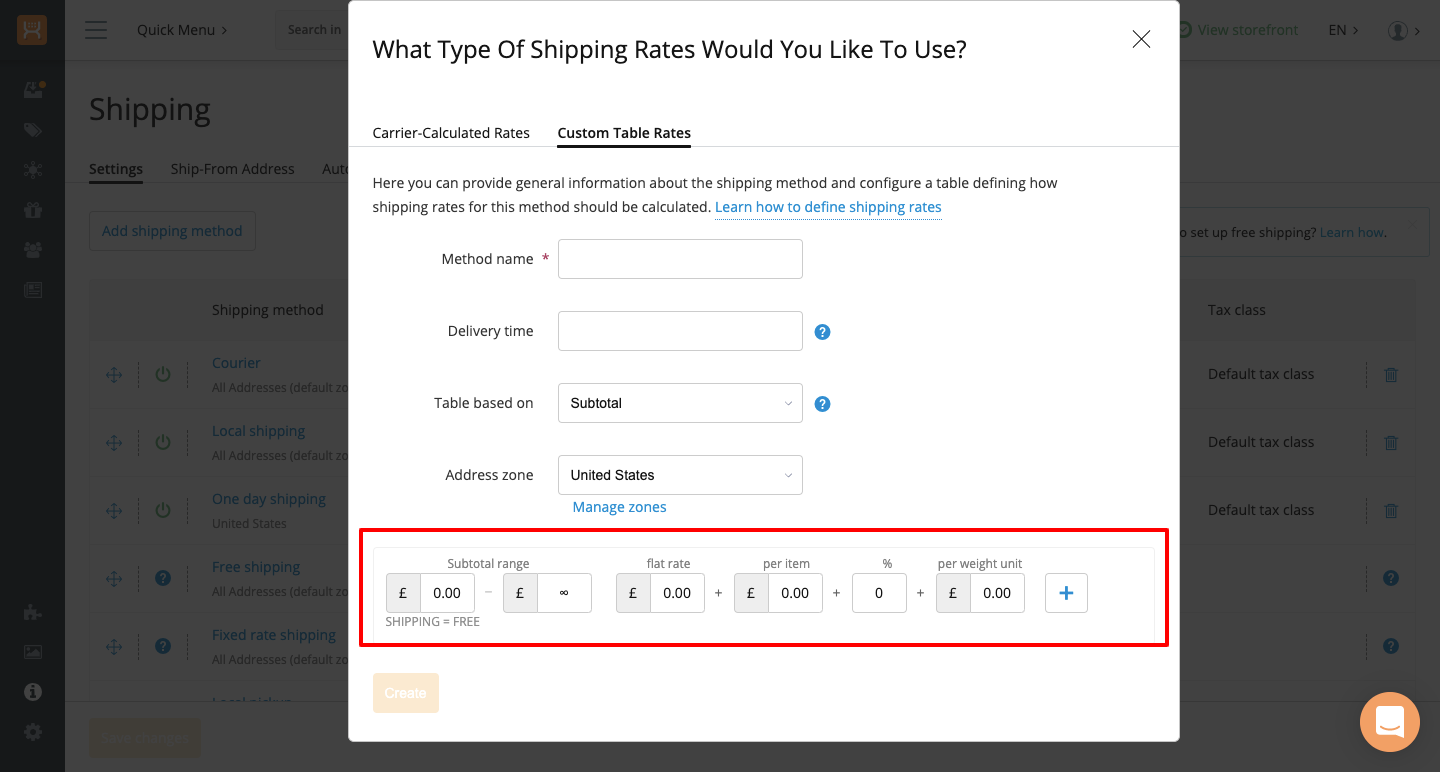 Quick Menu
Search in
View storefront
EN
What Type Of Shipping Rates Would You Like To Use?
Shipping
Settings
Ship-From Address
Carrier-Calculated Rates
Custom Table Rates
Here you can provide general information about the shipping method and configure a table defining how
shipping rates for this method should be calculated. Learn how to define shipping rates
Add shipping method
to set up free shipping? Learn how.
Method name *
Shipping method
Tax class
Delivery time
?
Courier
All Addresses (default zo
Default tax class
Table based on
Subtotal
?
Local shipping
All Addresses (default zo
Default tax class
Address zone
United States
Manage zones
One day shipping
United States
Default tax class
Subtotal range
flat rate
per item
%
per weight unit
£ 0.00 – £ ∞ £ 0.00 + £ 0.00 + 0 + £ 0.00 +
SHIPPING = FREE
?
Free shipping
All Addresses (default zo
?
?
Fixed rate shipping
All Addresses (default zo
?
Local pickup
Create
Save changes